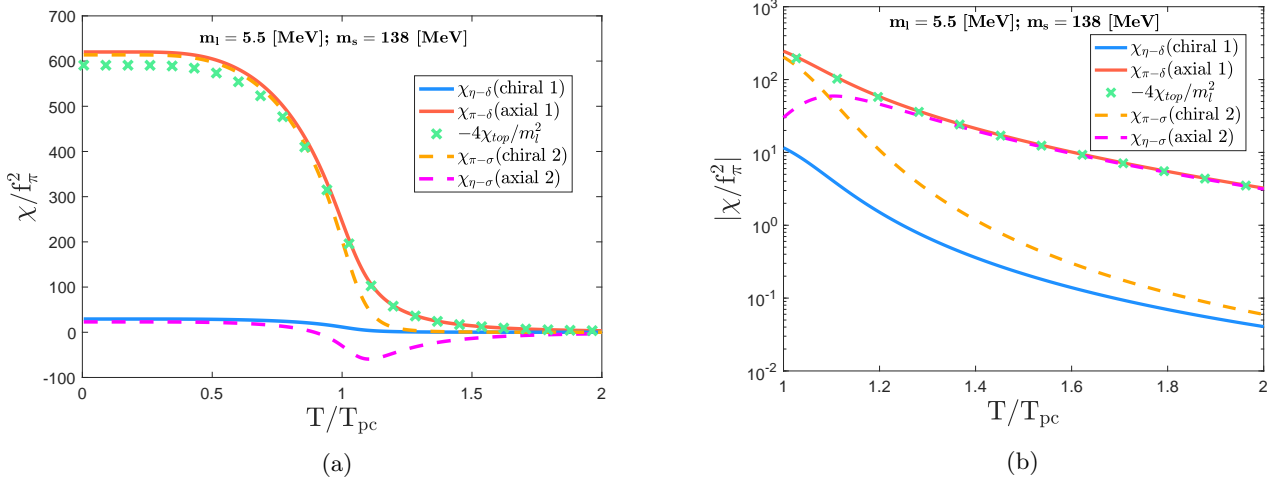 m_l = 5.5 [MeV]; m_s = 138 [MeV]
χ_{η−δ}(chiral 1)
χ_{π−δ}(axial 1)
−4χ_{top}/m_l^2
χ_{π−σ}(chiral 2)
χ_{η−σ}(axial 2)
χ/f_π^2
700
600
500
400
300
200
100
0
-100
0
0.5
1
1.5
2
T/T_{pc}
(a)
m_l = 5.5 [MeV]; m_s = 138 [MeV]
χ_{η−δ}(chiral 1)
χ_{π−δ}(axial 1)
−4χ_{top}/m_l^2
χ_{π−σ}(chiral 2)
χ_{η−σ}(axial 2)
|χ/f_π^2|
10^3
10^2
10^1
10^0
10^{-1}
10^{-2}
1
1.2
1.4
1.6
1.8
2
T/T_{pc}
(b)